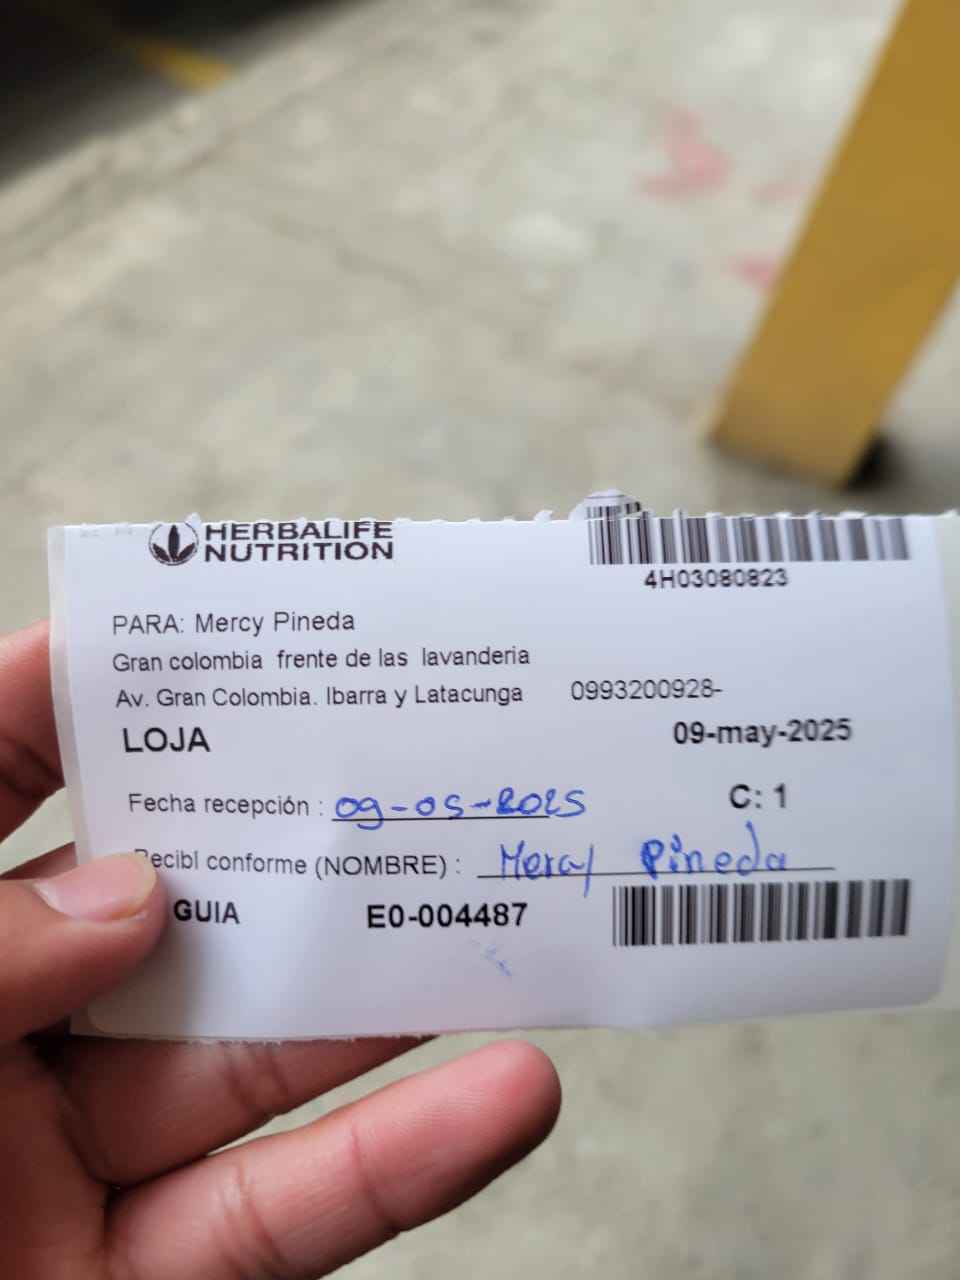 HERBALIFE
NUTRITION
4H03080823
PARA: Mercy Pineda
Gran colombia frente de las lavanderia
Av. Gran Colombia. Ibarra y Latacunga 0993200928-
LOJA 09-may-2025
Fecha recepción : 09-05-2025 C: 1
Recibí conforme (NOMBRE) : Mercy Pineda
GUIA E0-004487